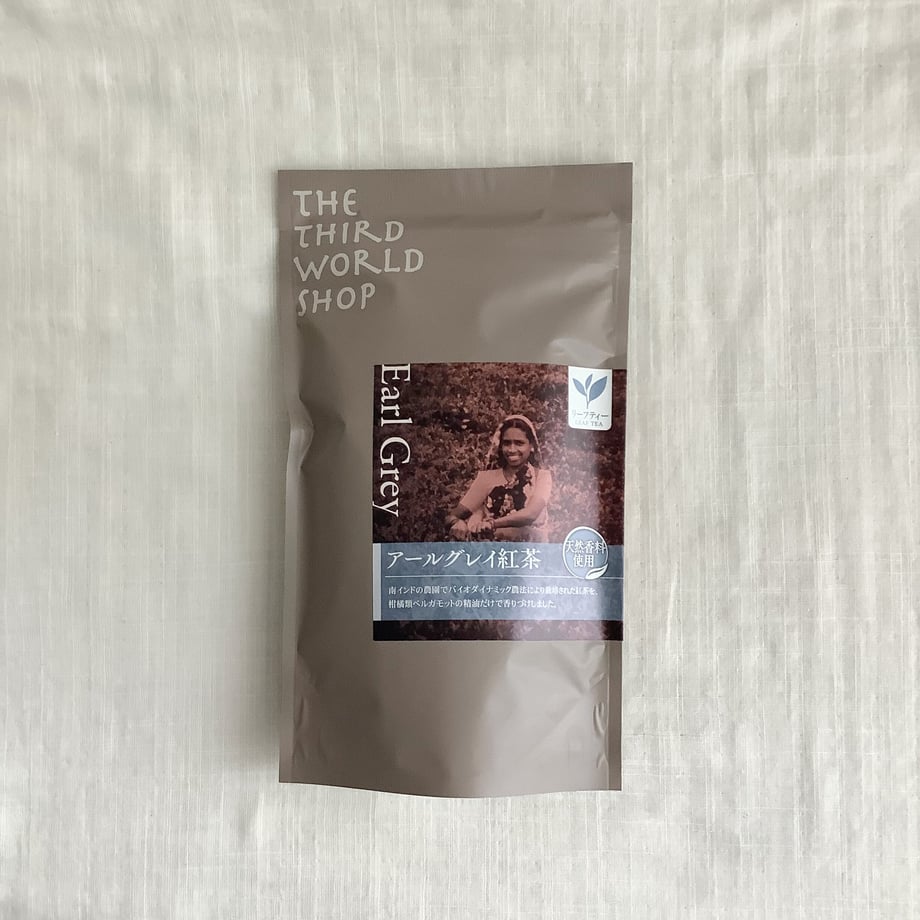 THE
THIRD
WORLD
SHOP
Earl Grey
リーフティー
LEAF TEA
アールグレイ紅茶
天然香料
使用
南インドの農園でバイオダイナミック農法により栽培された紅茶を、
柑橘類ベルガモットの精油だけで香りづけしました。